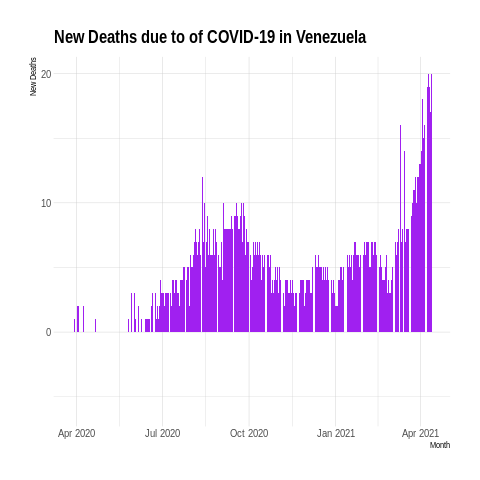 New Deaths due to of COVID-19 in Venezuela
New Deaths
20
10
0
Apr 2020 Jul 2020 Oct 2020 Jan 2021 Apr 2021
Month